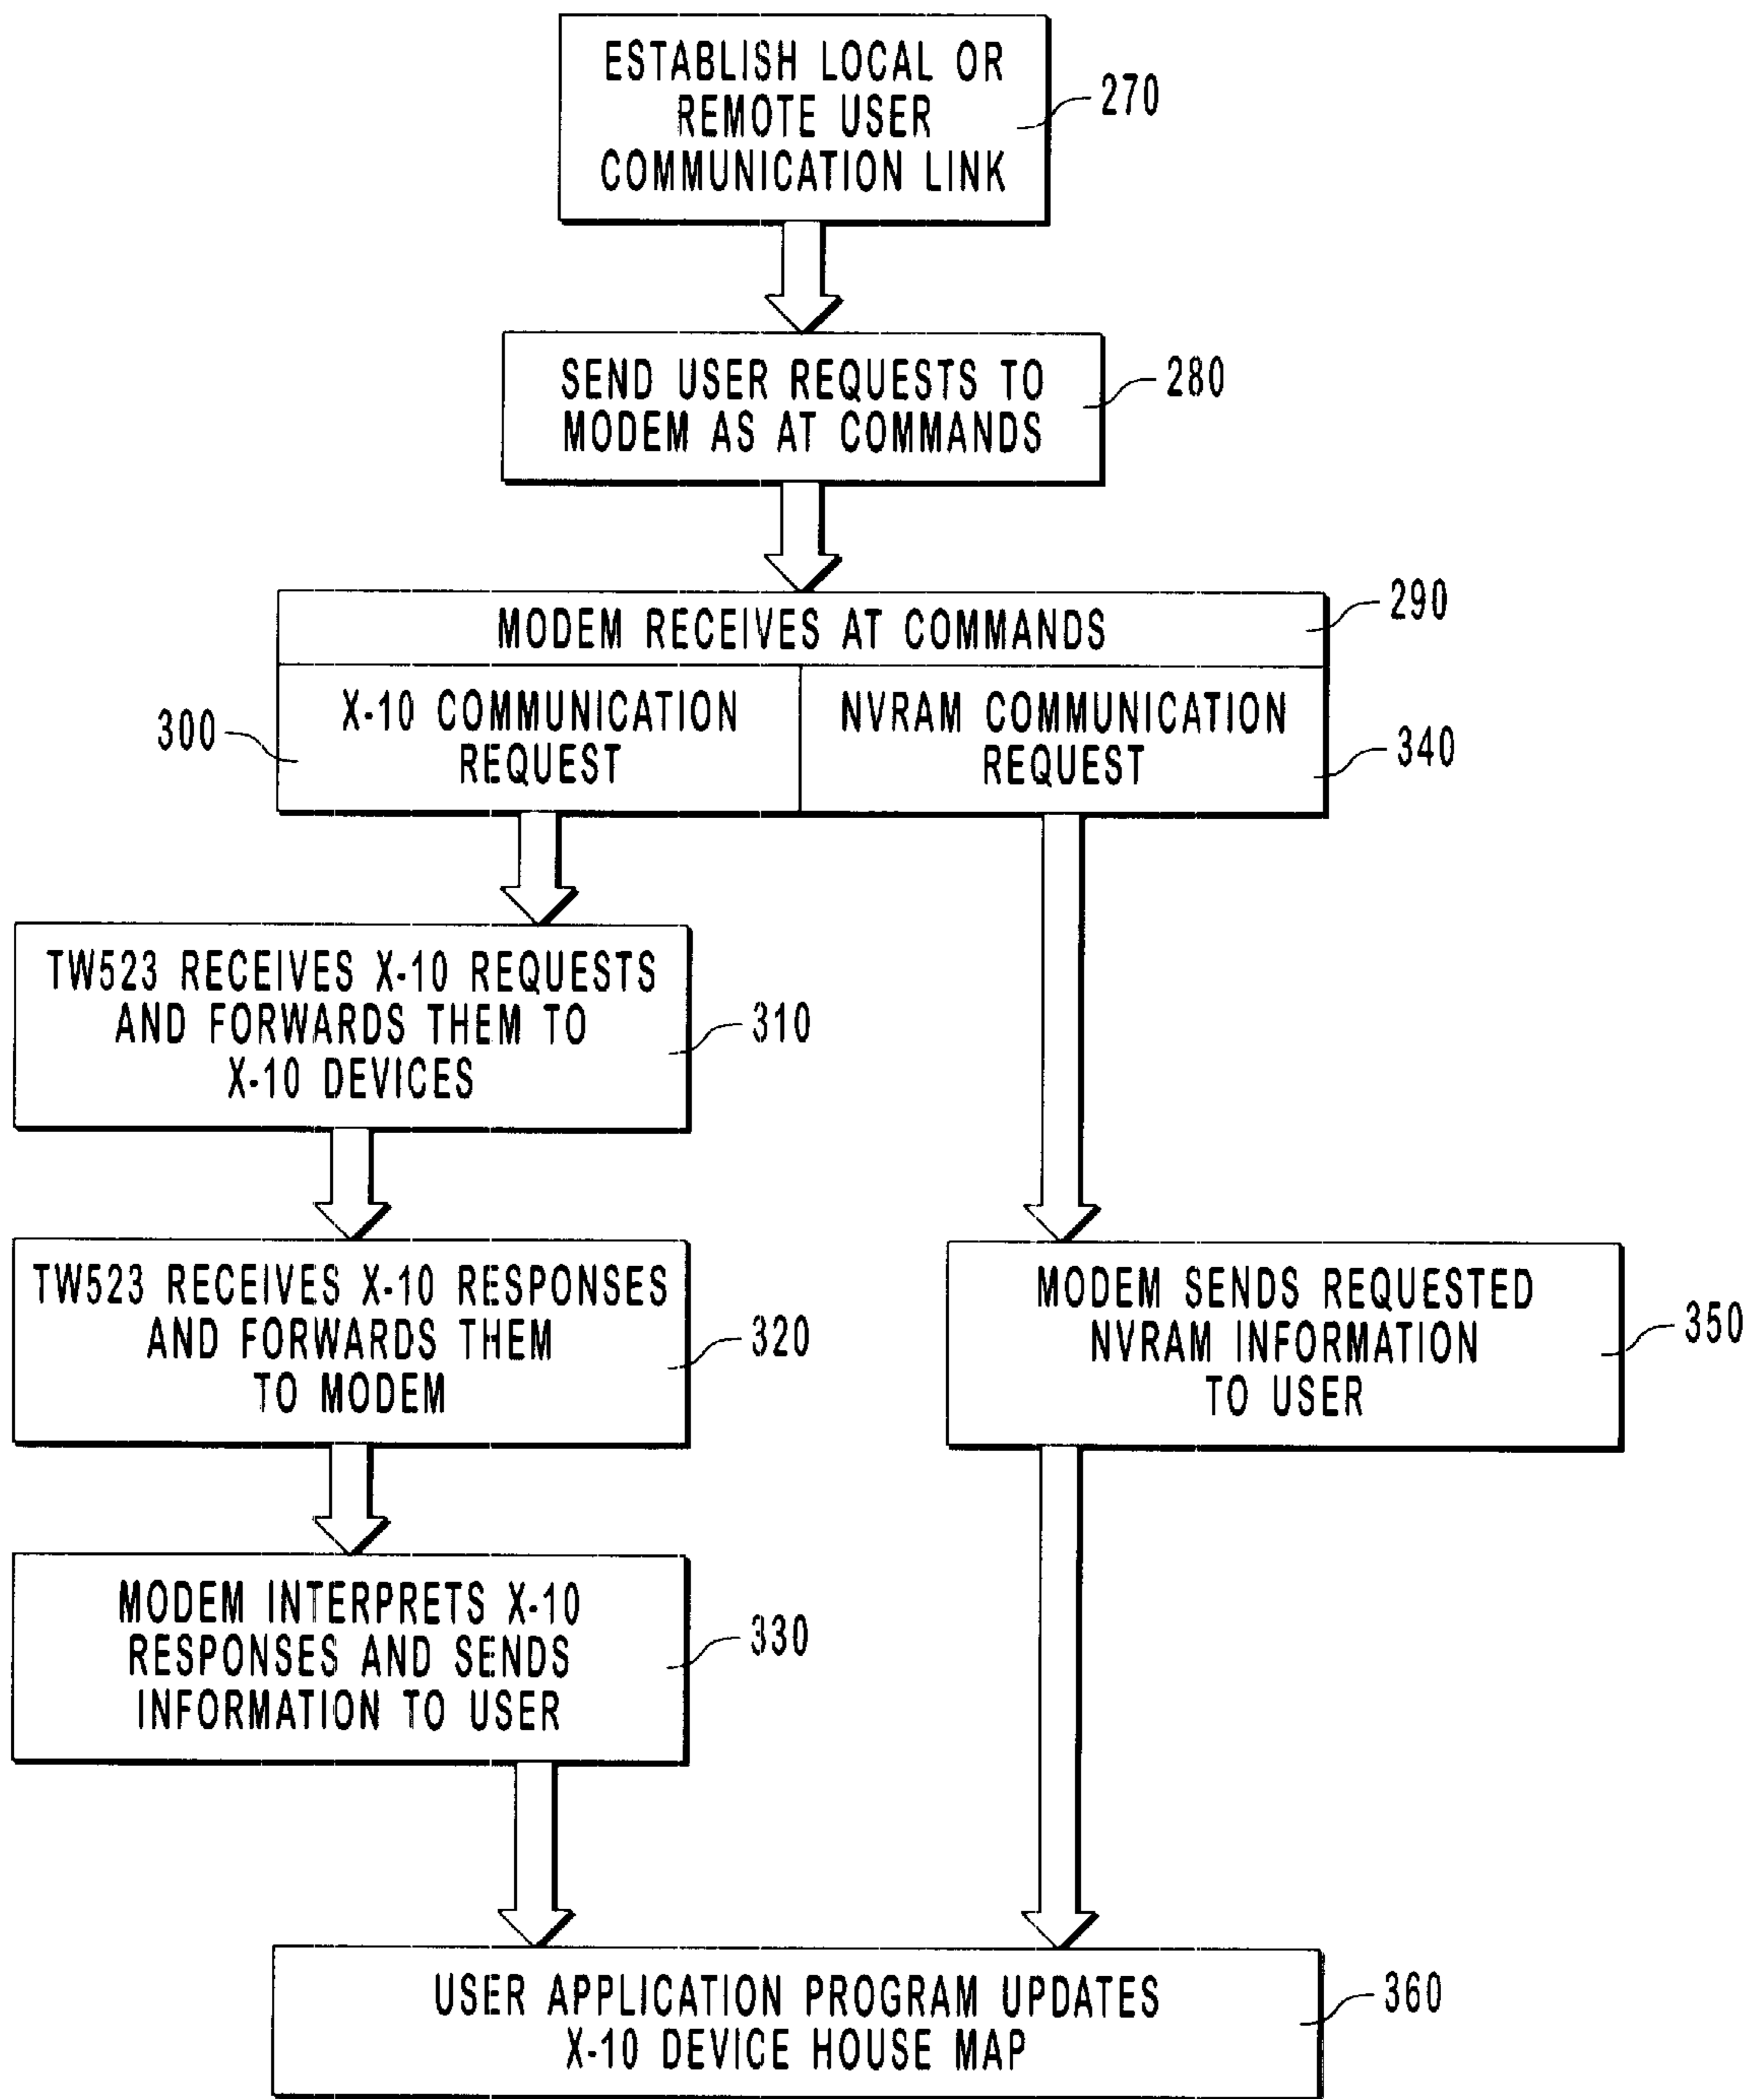 ESTABLISH LOCAL OR
REMOTE USER
COMMUNICATION LINK
270
SEND USER REQUESTS TO
MODEM AS AT COMMANDS
280
MODEM RECEIVES AT COMMANDS
290
X-10 COMMUNICATION
REQUEST
300
NVRAM COMMUNICATION
REQUEST
340
TW523 RECEIVES X-10 REQUESTS
AND FORWARDS THEM TO
X-10 DEVICES
310
TW523 RECEIVES X-10 RESPONSES
AND FORWARDS THEM
TO MODEM
320
MODEM SENDS REQUESTED
NVRAM INFORMATION
TO USER
350
MODEM INTERPRETS X-10
RESPONSES AND SENDS
INFORMATION TO USER
330
USER APPLICATION PROGRAM UPDATES
X-10 DEVICE HOUSE MAP
360